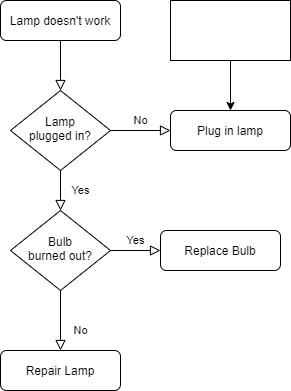 Lamp doesn't work
Lamp
plugged in?
No
Plug in lamp
Yes
Bulb
burned out?
Yes
Replace Bulb
No
Repair Lamp